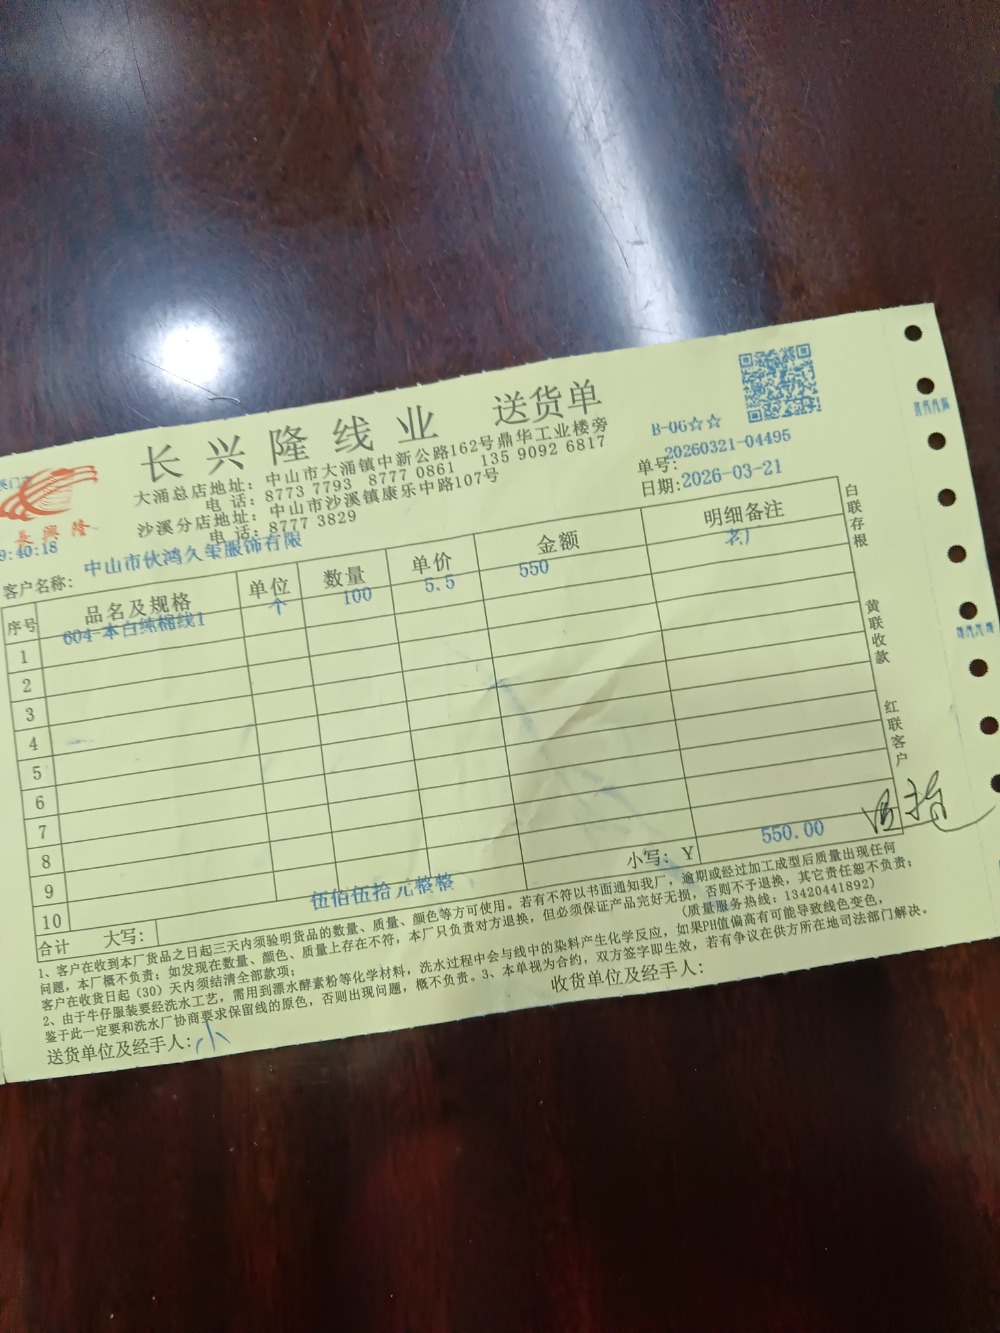 长兴隆线业 送货单
B-06☆☆
大涌总店地址：中山市大涌镇中新公路162号鼎华工业楼旁
电 话：8773 7793 8777 0861 135 9092 6817
沙溪分店地址：中山市沙溪镇康乐中路107号
电 话：8777 3829
單号：20260321-04495
日期:2026-03-21
長興隆
9:40:18
客户名称：中山市伙鸿久玺服饰有限
序号 品名及规格 单位 数量 单价 金额 明细备注
604-本白纯棉线1 个 100 5.5 550
1
2
3
4
5
6
7
8
9
10
合计 大写： 伍佰伍拾元整整 小写：Y 550.00
白联存根
黄联收款
红联客户
1、客户在收到本厂货品之日起三天内须验明货品的数量、质量、颜色等方可使用。若有不符以书面通知我厂，逾期或经过加工成型后质量出现任何
问题，本厂概不负责；如发现在数量、颜色、质量上存在不符，本厂只负责对方退换，但必须保证产品完好无损，否则不予退换，其它责任恕不负责；
客户在收货日起（30）天内须结清全部款项； （质量服务热线：13420441892）
2、由于牛仔服装要经洗水工艺，需用到漂水酵素粉等化学材料，洗水过程中会与线中的染料产生化学反应，如果PH值偏高有可能导致线色变色，
鉴于此一定要和洗水厂协商要求保留线的原色，否则出现问题，概不负责。3、本单视为合约，双方签字即生效，若有争议在供方所在地司法部门解决。
送货单位及经手人：小
收货单位及经手人：